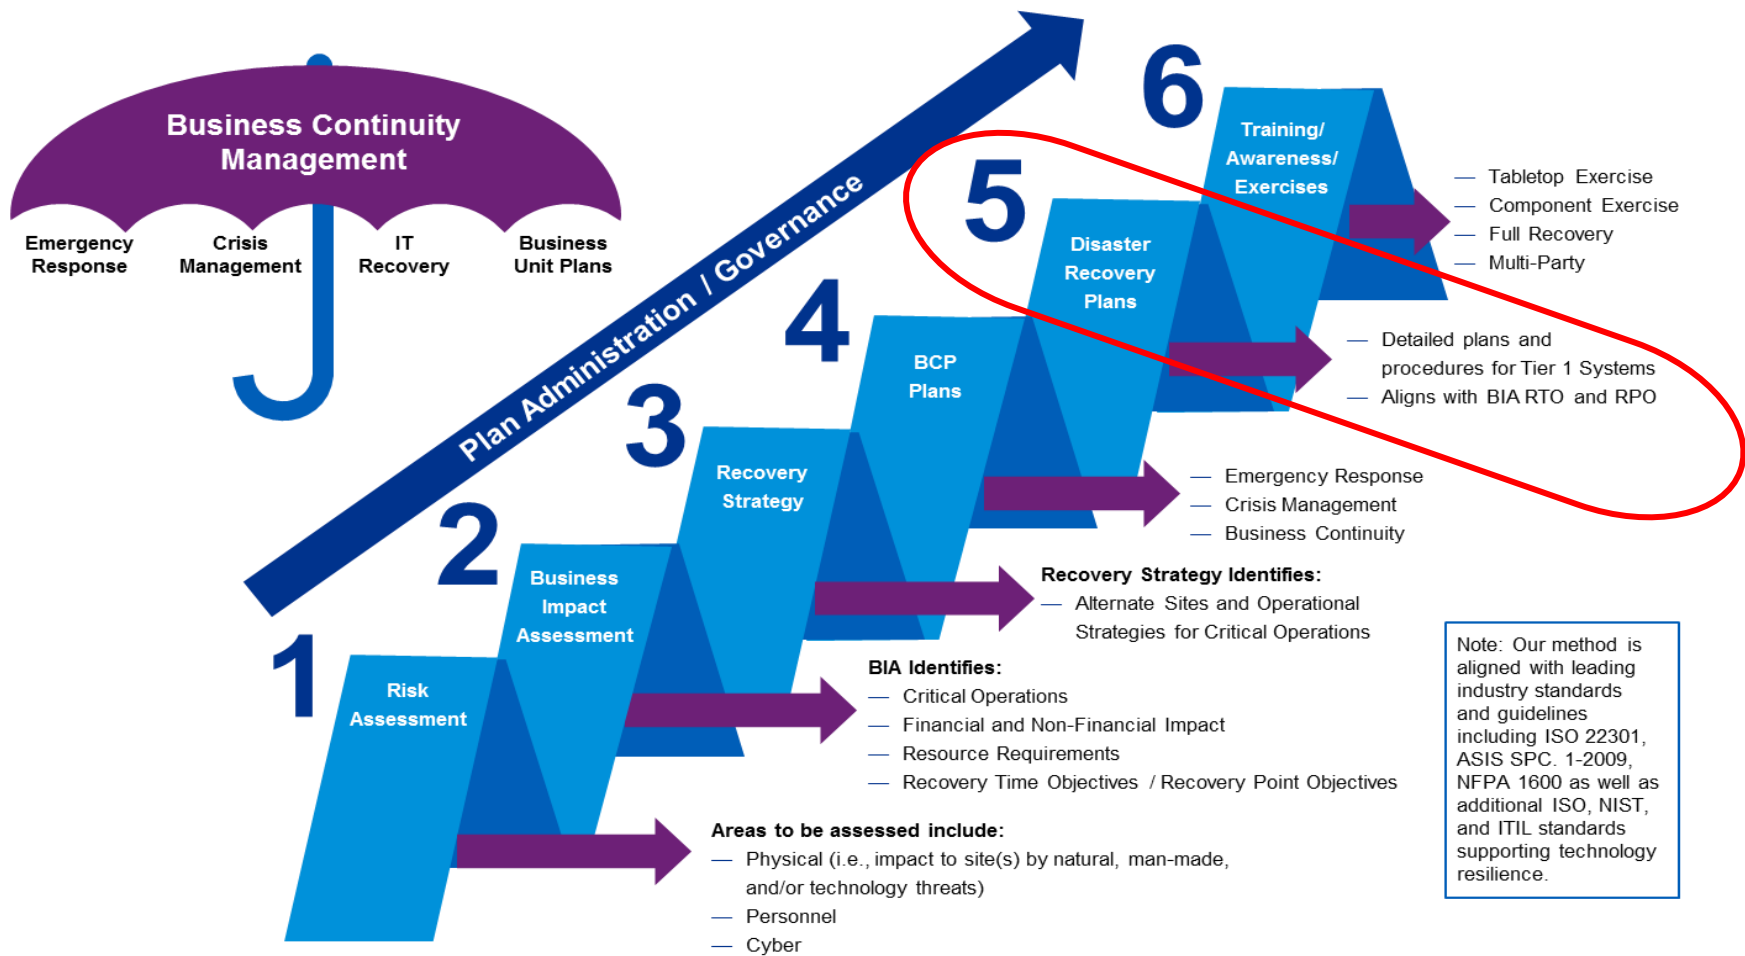 Business Continuity
Management
Emergency
Response
Crisis
Management
IT
Recovery
Business
Unit Plans
Plan Administration / Governance
1
Risk
Assessment
Areas to be assessed include:
— Physical (i.e., impact to site(s) by natural, man-made,
and/or technology threats)
— Personnel
— Cyber
2
Business
Impact
Assessment
BIA Identifies:
— Critical Operations
— Financial and Non-Financial Impact
— Resource Requirements
— Recovery Time Objectives / Recovery Point Objectives
3
Recovery
Strategy
Recovery Strategy Identifies:
— Alternate Sites and Operational
Strategies for Critical Operations
4
BCP
Plans
— Emergency Response
— Crisis Management
— Business Continuity
5
Disaster
Recovery
Plans
— Detailed plans and
procedures for Tier 1 Systems
— Aligns with BIA RTO and RPO
6
Training/
Awareness/
Exercises
— Tabletop Exercise
— Component Exercise
— Full Recovery
— Multi-Party
Note: Our method is
aligned with leading
industry standards
and guidelines
including ISO 22301,
ASIS SPC. 1-2009,
NFPA 1600 as well as
additional ISO, NIST,
and ITIL standards
supporting technology
resilience.